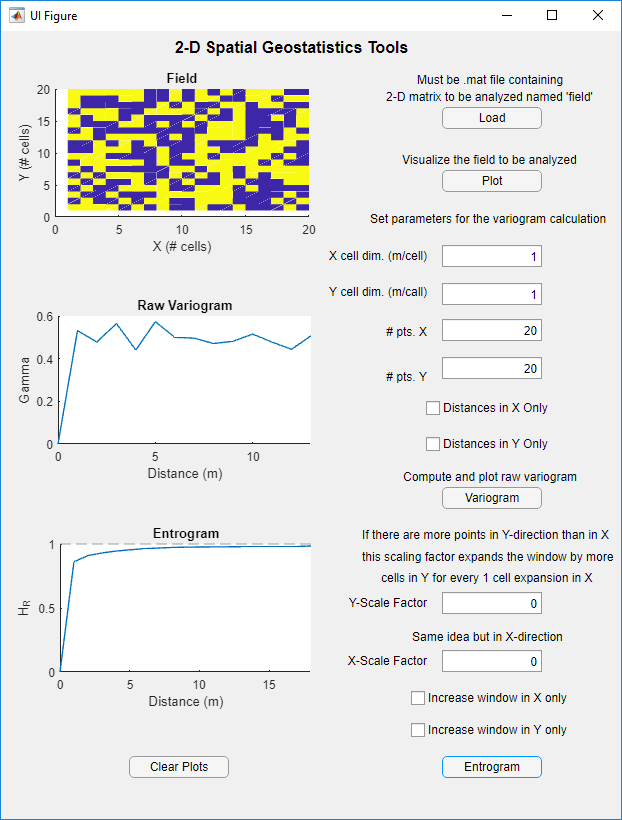 UI Figure
2-D Spatial Geostatistics Tools
Field
20
15
10
5
0
Y (# cells)
0 5 10 15 20
X (# cells)
Must be .mat file containing
2-D matrix to be analyzed named 'field'
Load
Visualize the field to be analyzed
Plot
Set parameters for the variogram calculation
X cell dim. (m/cell) 1
Y cell dim. (m/call) 1
# pts. X 20
# pts. Y 20
Distances in X Only
Distances in Y Only
Compute and plot raw variogram
Variogram
Raw Variogram
0.6
0.4
0.2
0
Gamma
0 5 10
Distance (m)
Entrogram
1
0.5
0
HR
0 5 10 15
Distance (m)
If there are more points in Y-direction than in X
this scaling factor expands the window by more
cells in Y for every 1 cell expansion in X
Y-Scale Factor 0
Same idea but in X-direction
X-Scale Factor 0
Increase window in X only
Increase window in Y only
Clear Plots
Entrogram